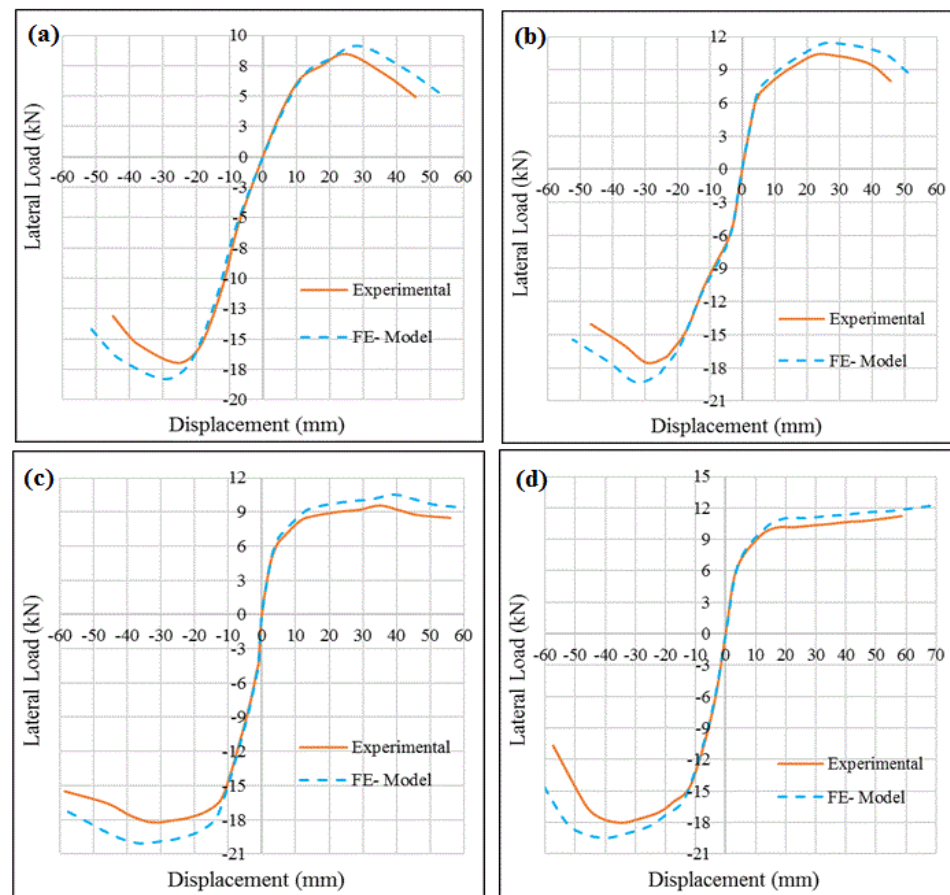 (a)
Lateral Load (kN)
10
8
5
3
0
-60 -50 -40 -30 -20 -10 0 10 20 30 40 50 60
-3
-5
-8
-10
-13
-15
-18
-20
Experimental
FE- Model
Displacement (mm)
(b)
Lateral Load (kN)
12
9
6
3
0
-60 -50 -40 -30 -20 -10 0 10 20 30 40 50 60
-3
-6
-9
-12
-15
-18
-21
Experimental
FE- Model
Displacement (mm)
(c)
Lateral Load (kN)
12
9
6
3
0
-60 -50 -40 -30 -20 -10 0 10 20 30 40 50 60
-3
-6
-9
-12
-15
-18
-21
Experimental
FE- Model
Displacement (mm)
(d)
Lateral Load (kN)
15
12
9
6
3
0
-60 -50 -40 -30 -20 -10 0 10 20 30 40 50 60 70
-3
-6
-9
-12
-15
-18
-21
Experimental
FE- Model
Displacement (mm)